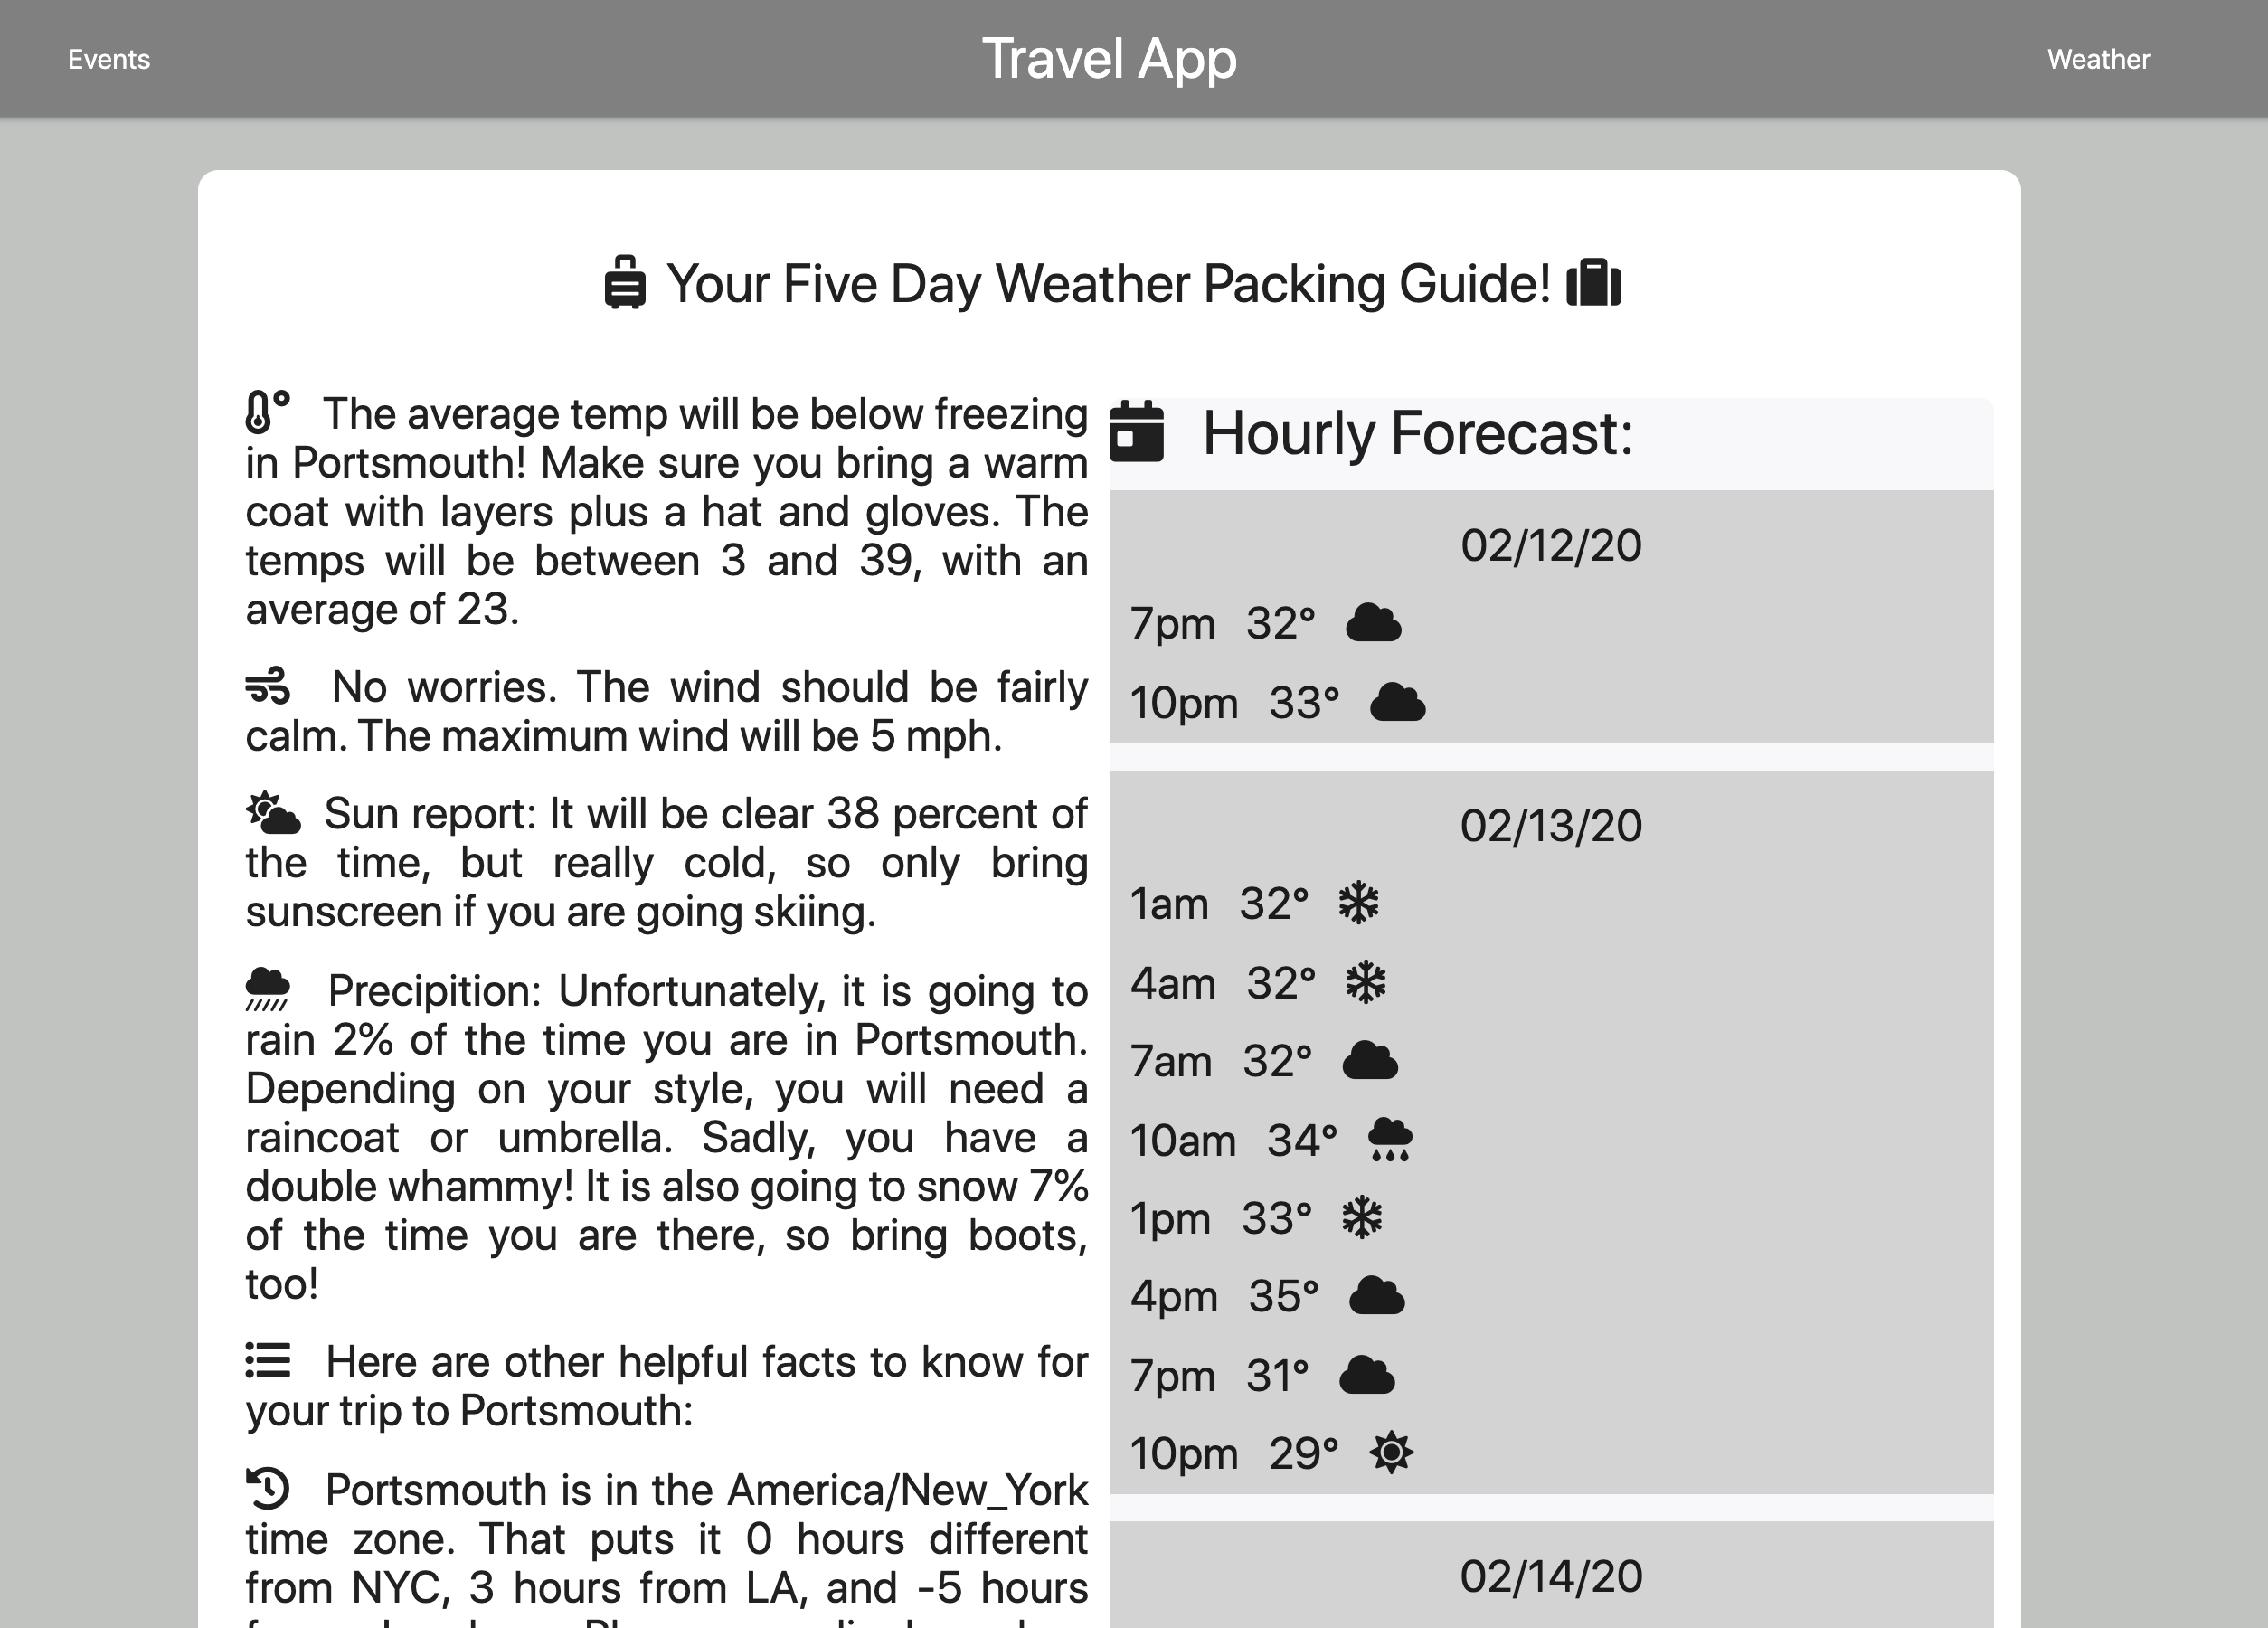 Events
Travel App
Weather
Your Five Day Weather Packing Guide!
The average temp will be below freezing
in Portsmouth! Make sure you bring a warm
coat with layers plus a hat and gloves. The
temps will be between 3 and 39, with an
average of 23.
No worries. The wind should be fairly
calm. The maximum wind will be 5 mph.
Sun report: It will be clear 38 percent of
the time, but really cold, so only bring
sunscreen if you are going skiing.
Precipition: Unfortunately, it is going to
rain 2% of the time you are in Portsmouth.
Depending on your style, you will need a
raincoat or umbrella. Sadly, you have a
double whammy! It is also going to snow 7%
of the time you are there, so bring boots,
too!
Here are other helpful facts to know for
your trip to Portsmouth:
Portsmouth is in the America/New_York
time zone. That puts it 0 hours different
from NYC, 3 hours from LA, and -5 hours
Hourly Forecast:
02/12/20
7pm 32°
10pm 33°
02/13/20
1am 32°
4am 32°
7am 32°
10am 34°
1pm 33°
4pm 35°
7pm 31°
10pm 29°
02/14/20